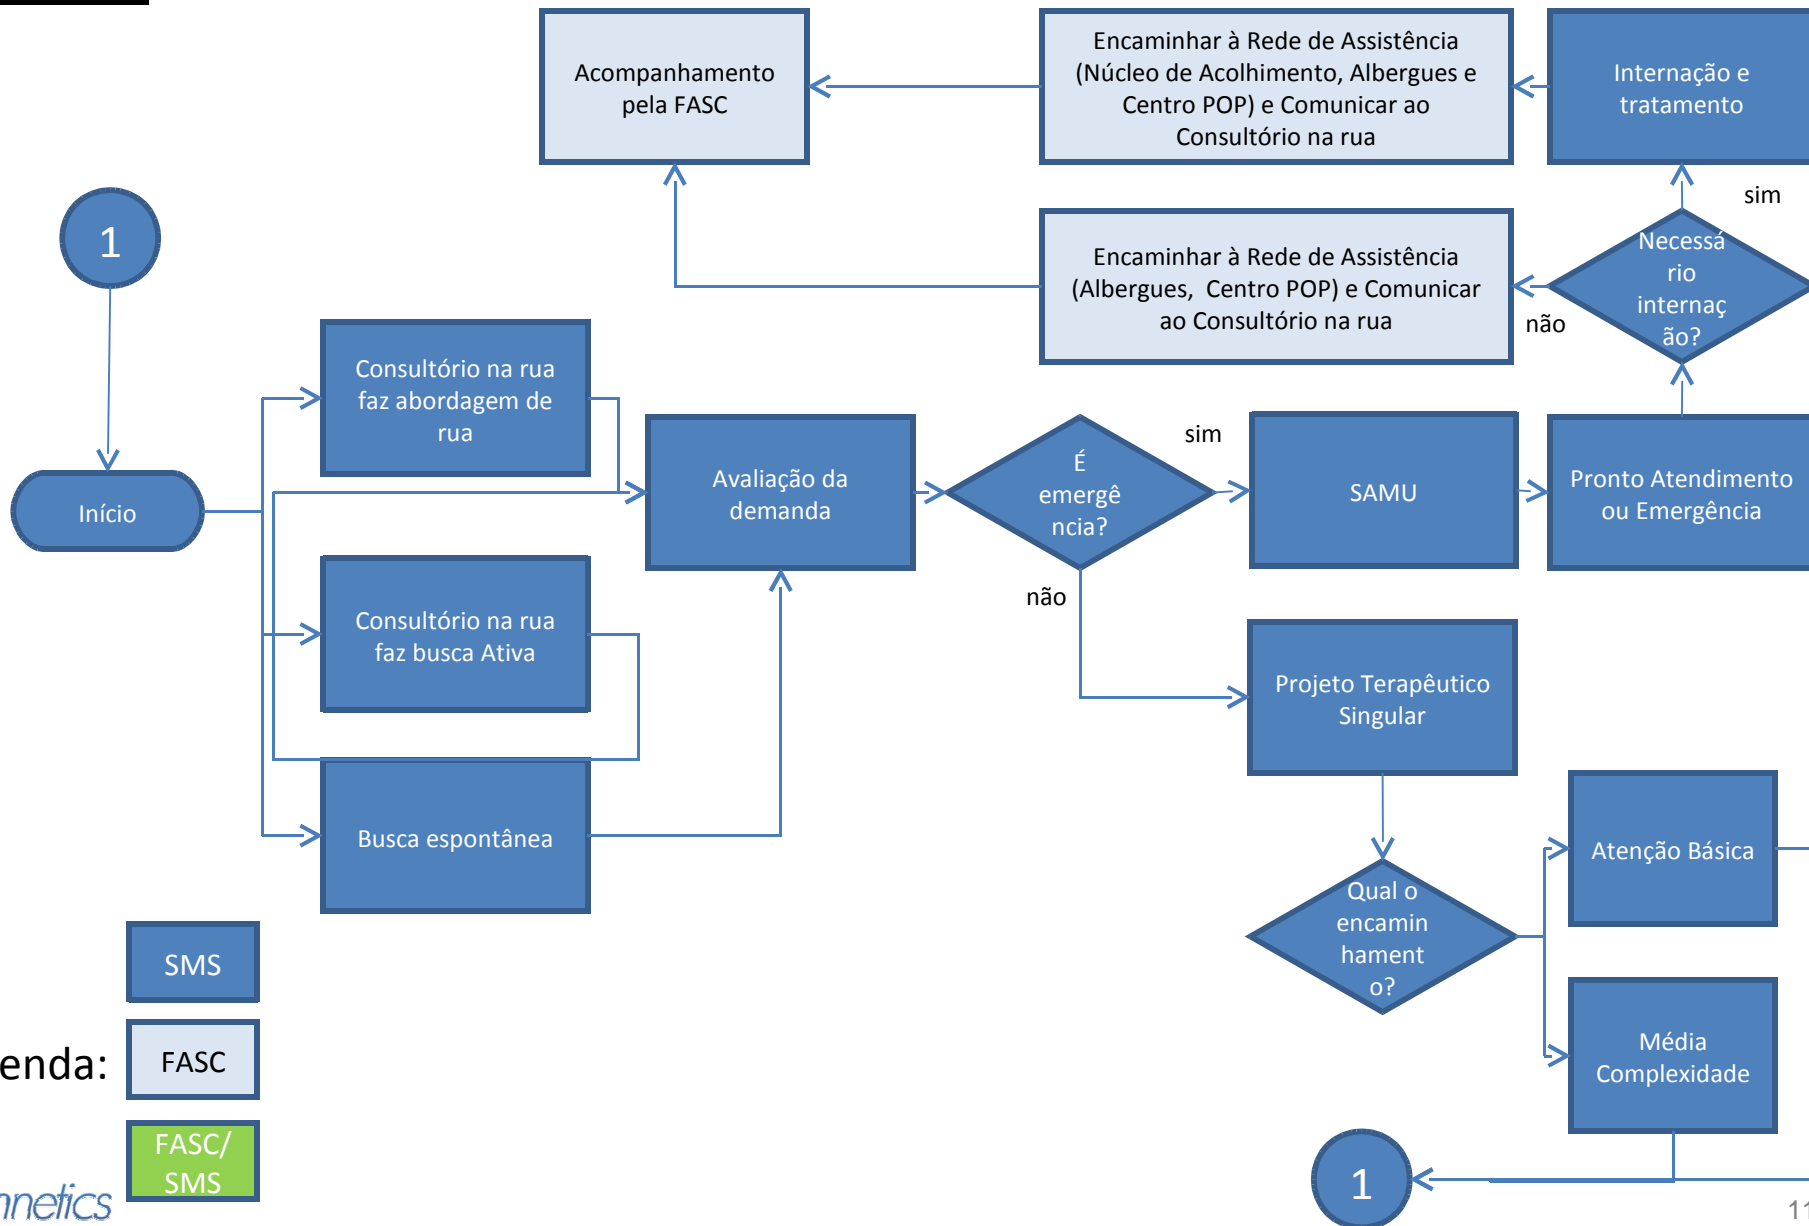 Acompanhamento
pela FASC
Encaminhar à Rede de Assistência
(Núcleo de Acolhimento, Albergues e
Centro POP) e Comunicar ao
Consultório na rua
Internação e
tratamento
sim
1
Encaminhar à Rede de Assistência
(Albergues, Centro POP) e Comunicar
ao Consultório na rua
Necessá
rio
internaç
ão?
não
Consultório na rua
faz abordagem de
rua
Início
Avaliação da
demanda
É
emergê
ncia?
sim
SAMU
Pronto Atendimento
ou Emergência
não
Consultório na rua
faz busca Ativa
Projeto Terapêutico
Singular
Busca espontânea
Qual o
encamin
hament
o?
Atenção Básica
Média
Complexidade
SMS
enda:
FASC
FASC/
SMS
1
nnetics
11